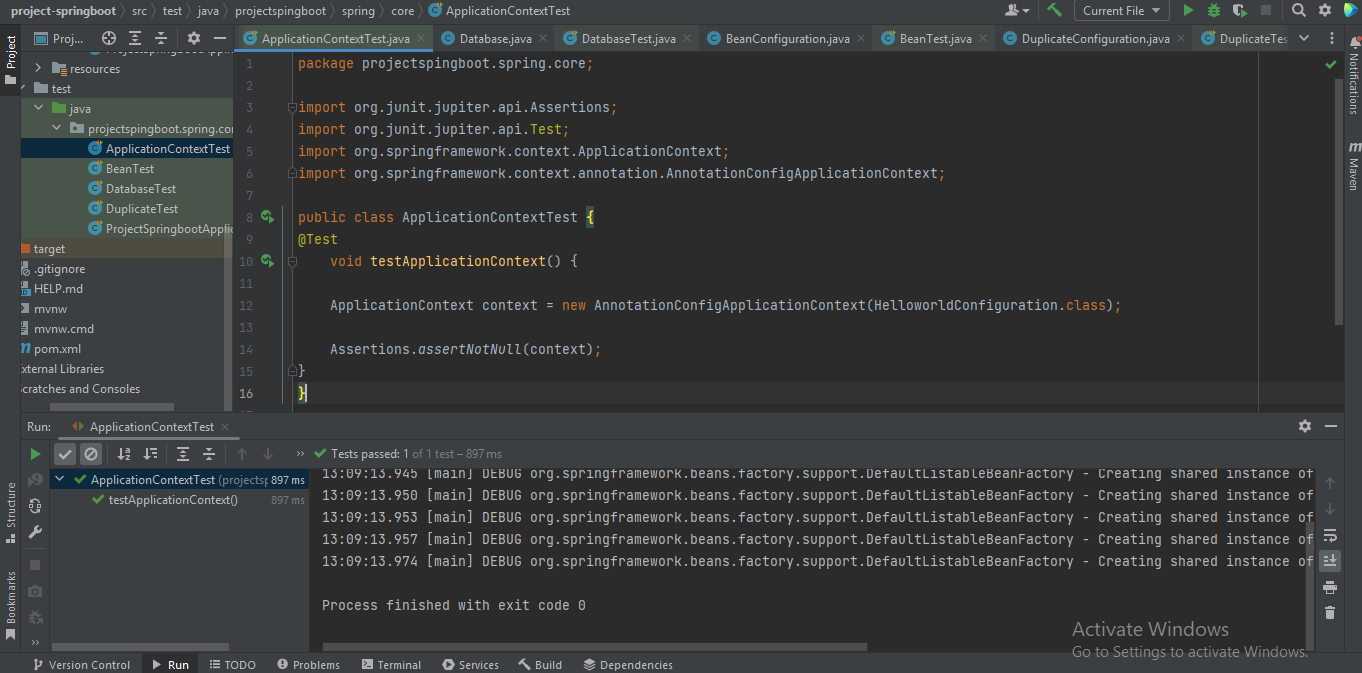 project-springboot src test java projectspingboot spring core ApplicationContextTest
Current File
Project
Proj...
ApplicationContextTest.java
Database.java
DatabaseTest.java
BeanConfiguration.java
BeanTest.java
DuplicateConfiguration.java
DuplicateTes
resources
test
java
projectspingboot.spring.cor
ApplicationContextTest
BeanTest
DatabaseTest
DuplicateTest
ProjectSpringbootApplic
target
.gitignore
HELP.md
mvnw
mvnw.cmd
pom.xml
xternal Libraries
cratches and Consoles
1 package projectspingboot.spring.core;
2
3 import org.junit.jupiter.api.Assertions;
4 import org.junit.jupiter.api.Test;
5 import org.springframework.context.ApplicationContext;
6 import org.springframework.context.annotation.AnnotationConfigApplicationContext;
7
8 public class ApplicationContextTest {
9 @Test
10 void testApplicationContext() {
11
12 ApplicationContext context = new AnnotationConfigApplicationContext(HelloworldConfiguration.class);
13
14 Assertions.assertNotNull(context);
15 }
16 }
Notifications
Maven
Run: ApplicationContextTest
Tests passed: 1 of 1 test – 897 ms
ApplicationContextTest (projectsp 897 ms
testApplicationContext() 897 ms
13:09:13.945 [main] DEBUG org.springframework.beans.factory.support.DefaultListableBeanFactory - Creating shared instance of
13:09:13.950 [main] DEBUG org.springframework.beans.factory.support.DefaultListableBeanFactory - Creating shared instance of
13:09:13.953 [main] DEBUG org.springframework.beans.factory.support.DefaultListableBeanFactory - Creating shared instance of
13:09:13.957 [main] DEBUG org.springframework.beans.factory.support.DefaultListableBeanFactory - Creating shared instance of
13:09:13.974 [main] DEBUG org.springframework.beans.factory.support.DefaultListableBeanFactory - Creating shared instance of
Process finished with exit code 0
Structure
Bookmarks
Activate Windows
Go to Settings to activate Windows.
Version Control Run TODO Problems Terminal Services Build Dependencies